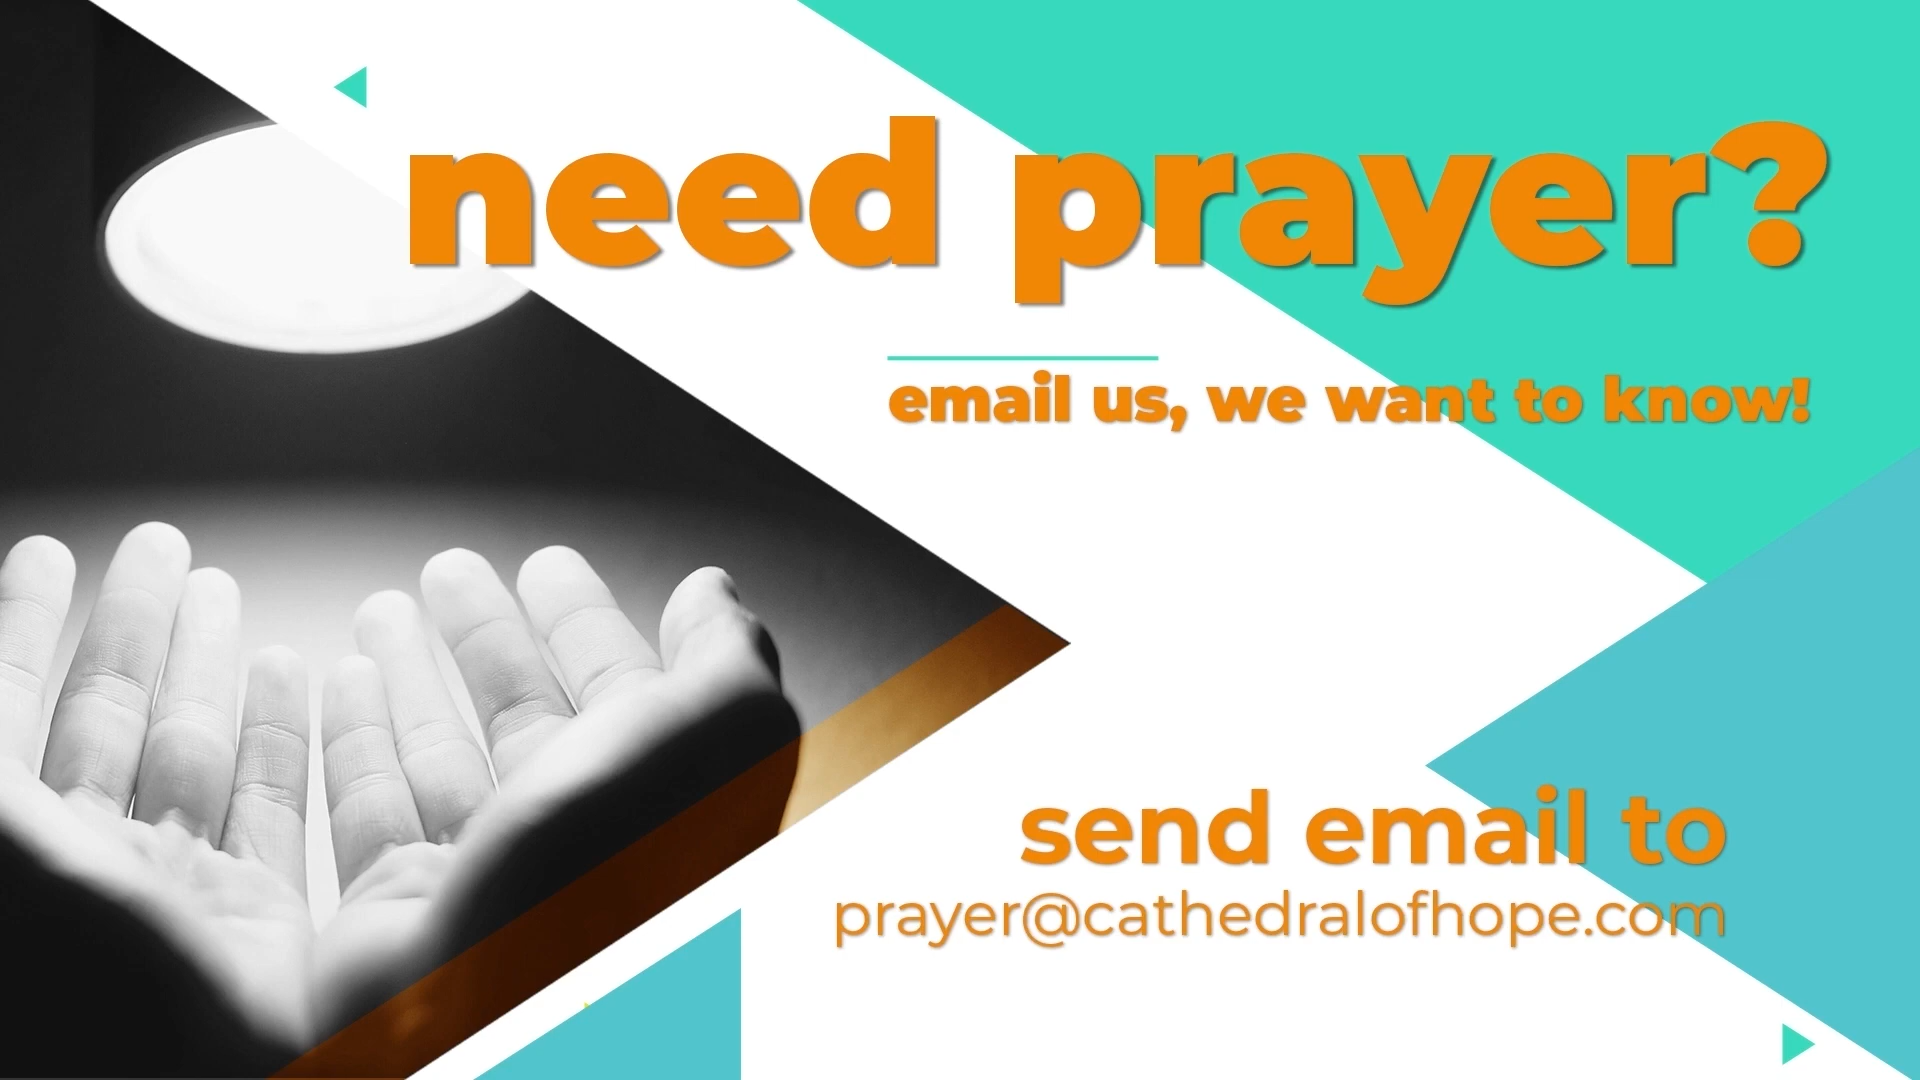 need prayer?
email us, we want to know!
send email to
prayer@cathedralofhope.com